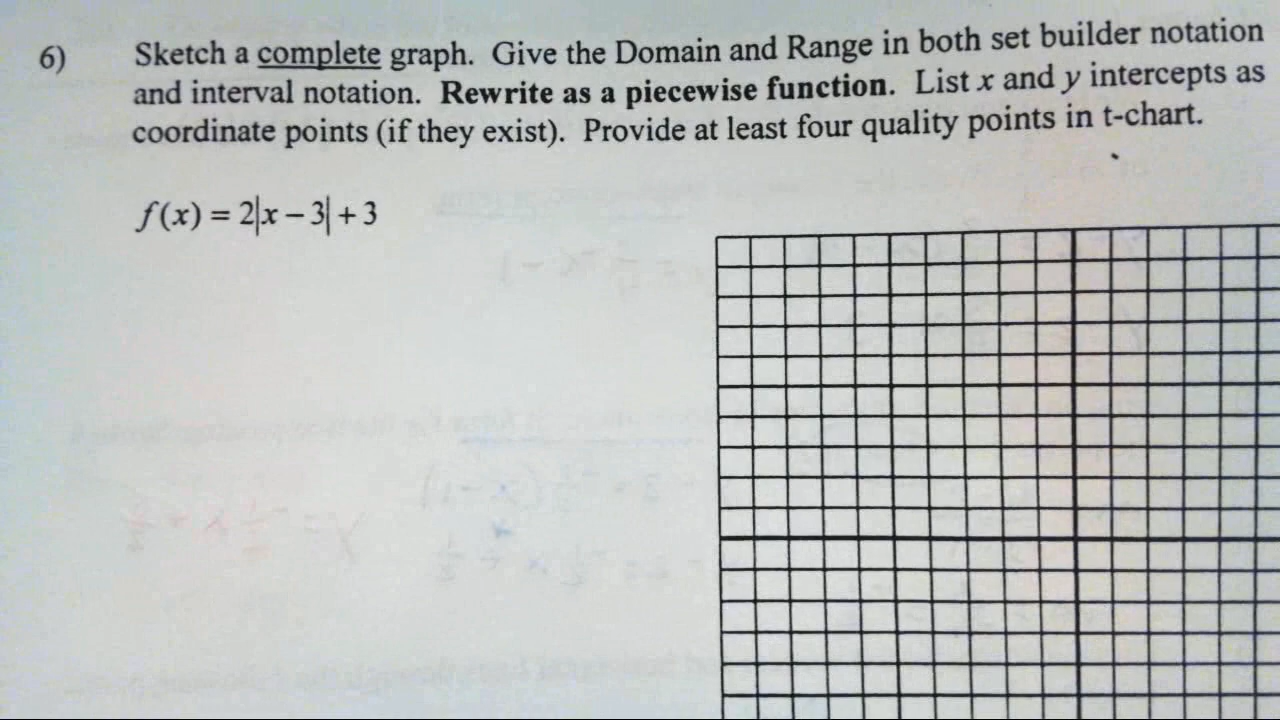 6) Sketch a complete graph. Give the Domain and Range in both set builder notation
and interval notation. Rewrite as a piecewise function. List x and y intercepts as
coordinate points (if they exist). Provide at least four quality points in t-chart.
f(x) = 2|x − 3| + 3